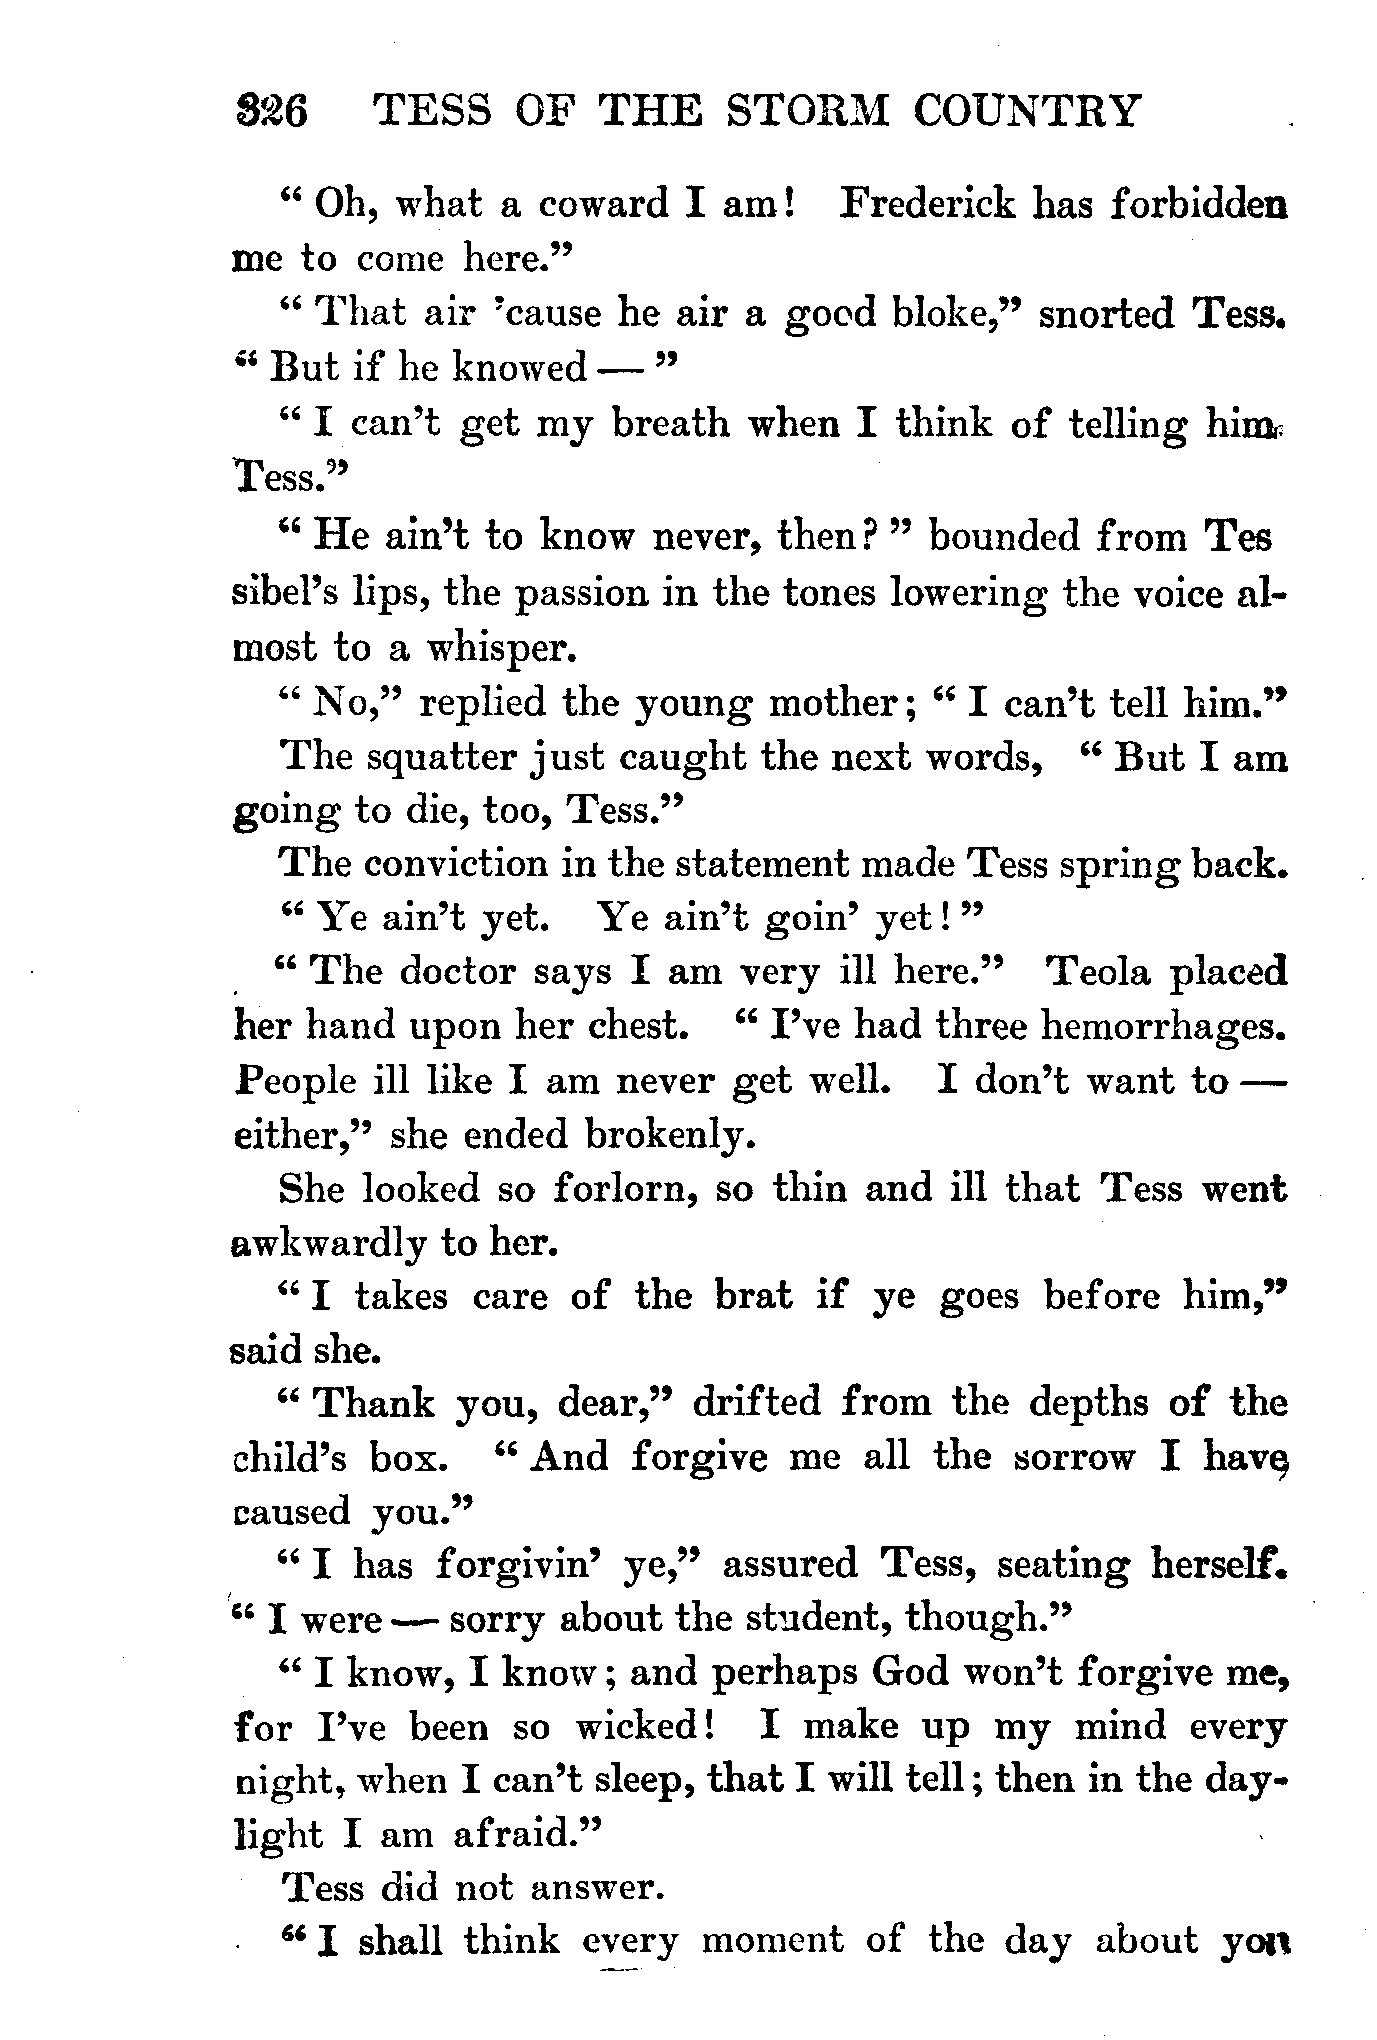 326 TESS OF THE STORM COUNTRY
“ Oh, what a coward I am! Frederick has forbidden
me to come here.”
“ That air ’cause he air a good bloke,” snorted Tess.
“ But if he knowed — ”
“ I can’t get my breath when I think of telling him,
Tess.”
“ He ain’t to know never, then? ” bounded from Tes
sibel’s lips, the passion in the tones lowering the voice al-
most to a whisper.
“ No,” replied the young mother; “ I can’t tell him.”
The squatter just caught the next words, “ But I am
going to die, too, Tess.”
The conviction in the statement made Tess spring back.
“ Ye ain’t yet. Ye ain’t goin’ yet! ”
“ The doctor says I am very ill here.” Teola placed
her hand upon her chest. “ I’ve had three hemorrhages.
People ill like I am never get well. I don’t want to —
either,” she ended brokenly.
She looked so forlorn, so thin and ill that Tess went
awkwardly to her.
“ I takes care of the brat if ye goes before him,”
said she.
“ Thank you, dear,” drifted from the depths of the
child’s box. “ And forgive me all the sorrow I have
caused you.”
“ I has forgivin’ ye,” assured Tess, seating herself.
“ I were — sorry about the student, though.”
“ I know, I know; and perhaps God won’t forgive me,
for I’ve been so wicked! I make up my mind every
night, when I can’t sleep, that I will tell; then in the day-
light I am afraid.”
Tess did not answer.
“ I shall think every moment of the day about you